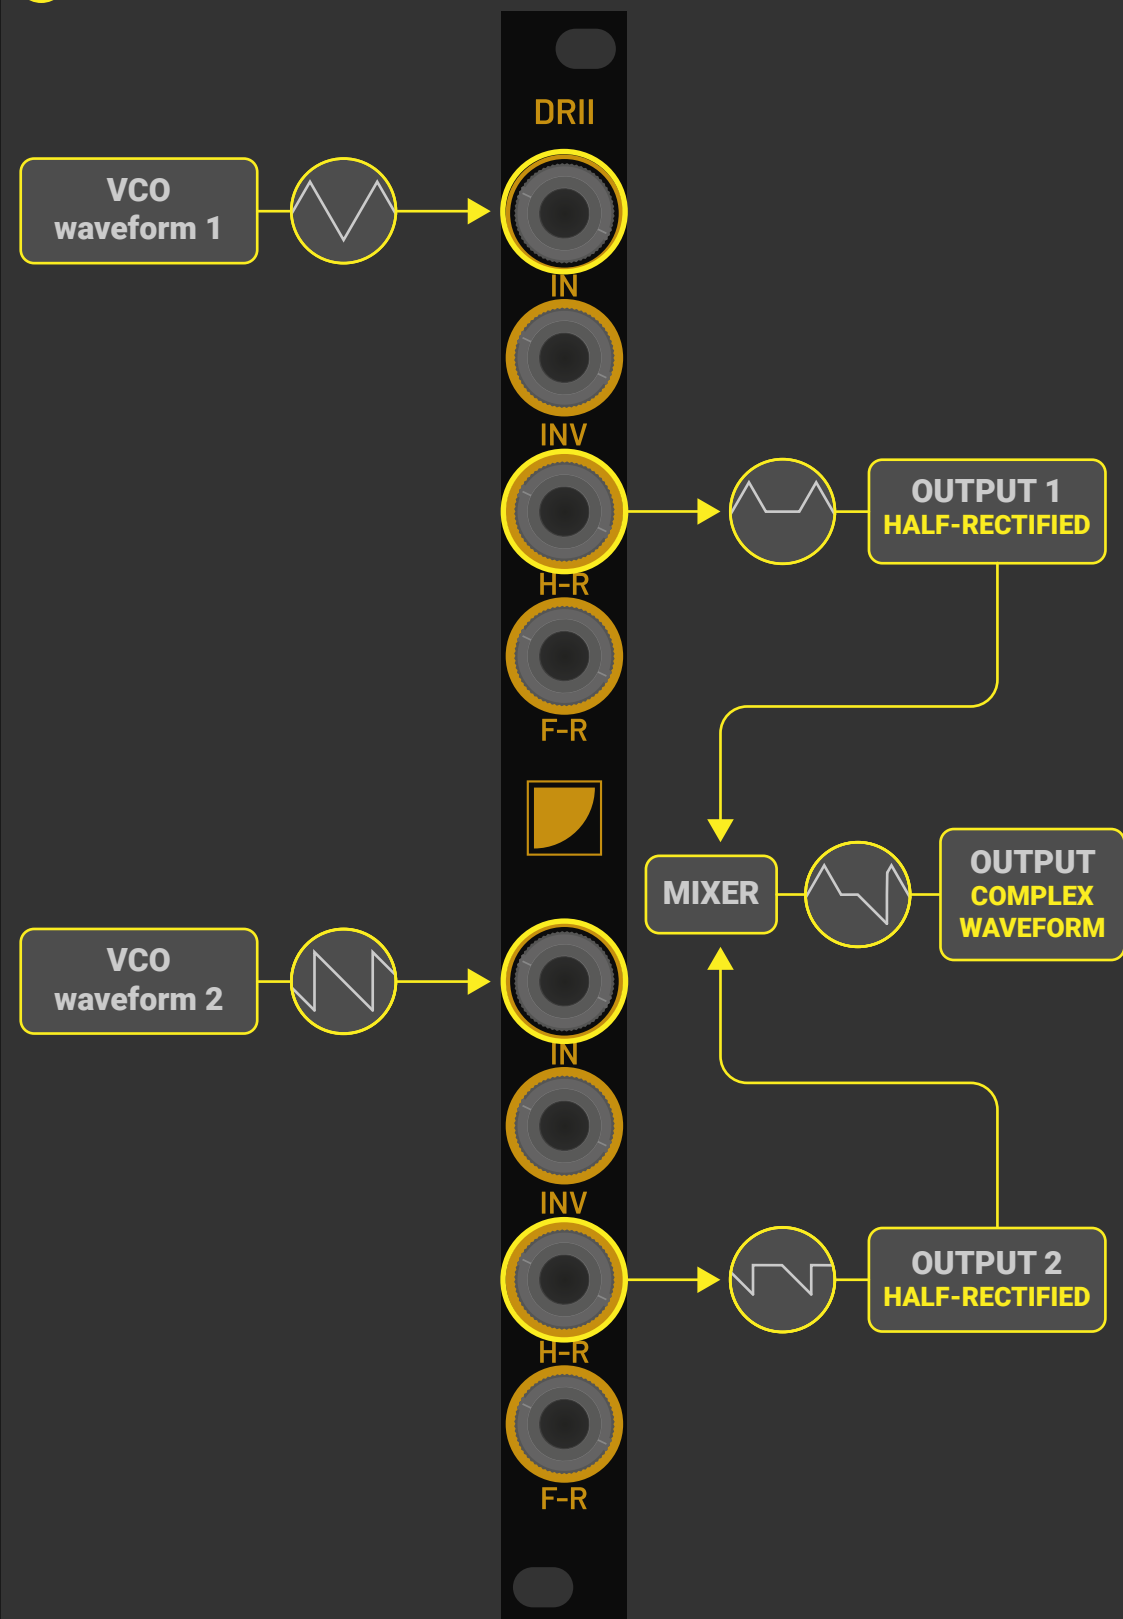 DRII
VCO
waveform 1
IN
INV
OUTPUT 1
HALF-RECTIFIED
H-R
F-R
MIXER
OUTPUT
COMPLEX
WAVEFORM
VCO
waveform 2
IN
INV
OUTPUT 2
HALF-RECTIFIED
H-R
F-R